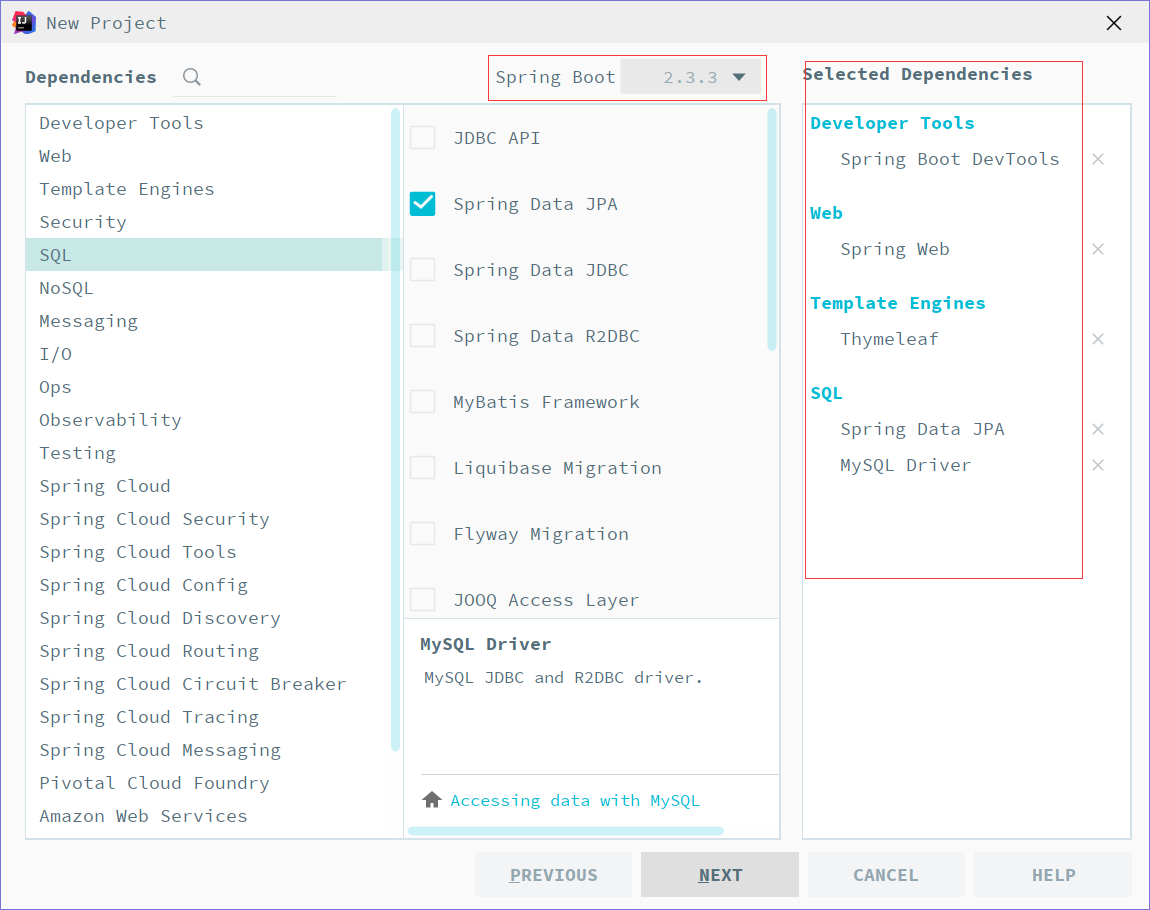 New Project
Dependencies
Spring Boot 2.3.3
Selected Dependencies
Developer Tools
Web
Template Engines
Security
SQL
NoSQL
Messaging
I/O
Ops
Observability
Testing
Spring Cloud
Spring Cloud Security
Spring Cloud Tools
Spring Cloud Config
Spring Cloud Discovery
Spring Cloud Routing
Spring Cloud Circuit Breaker
Spring Cloud Tracing
Spring Cloud Messaging
Pivotal Cloud Foundry
Amazon Web Services
JDBC API
Spring Data JPA
Spring Data JDBC
Spring Data R2DBC
MyBatis Framework
Liquibase Migration
Flyway Migration
JOOQ Access Layer
MySQL Driver
MySQL JDBC and R2DBC driver.
Accessing data with MySQL
Developer Tools
Spring Boot DevTools
Web
Spring Web
Template Engines
Thymeleaf
SQL
Spring Data JPA
MySQL Driver
PREVIOUS
NEXT
CANCEL
HELP